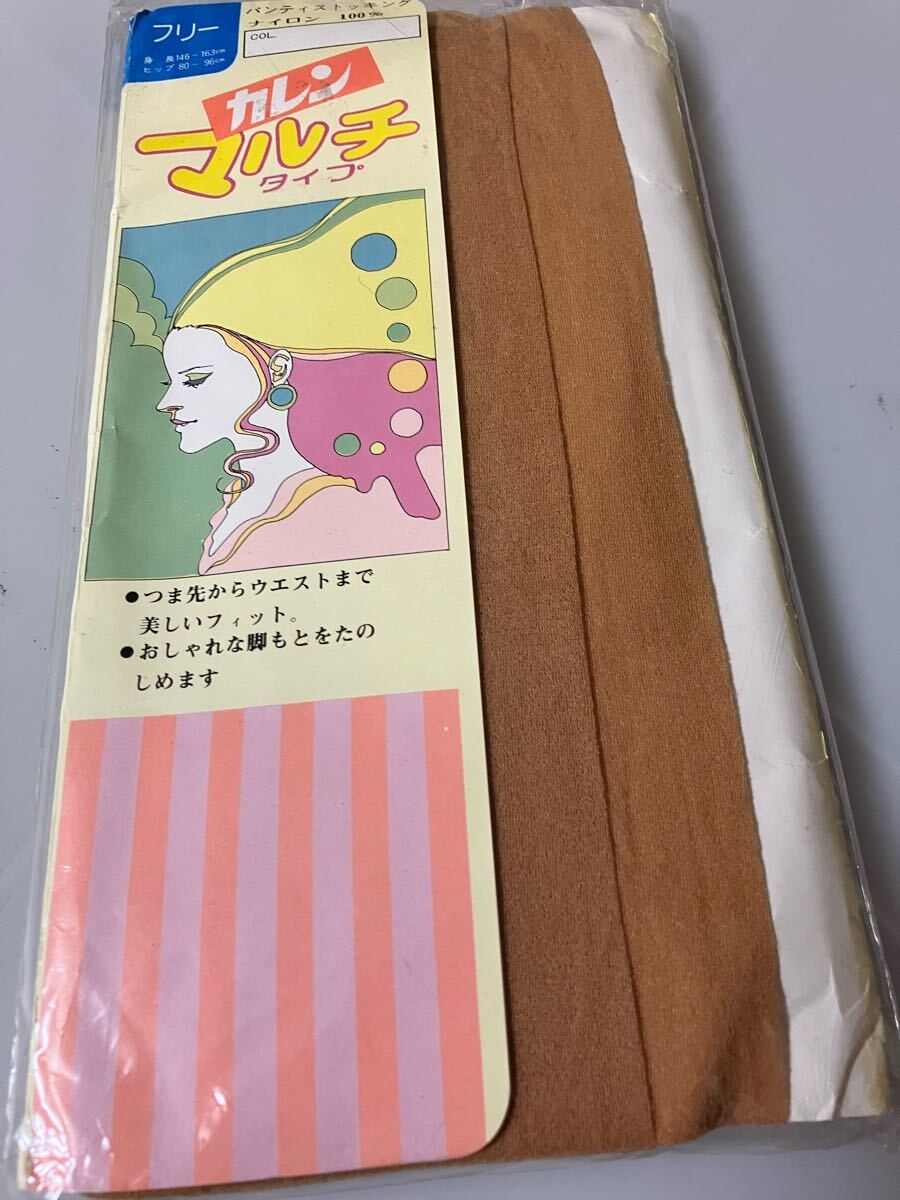 フリー
身長146-163cm
ヒップ80-96cm
パンティストッキング
ナイロン 100%
COL.
カレン
マルチ
タイプ
●つま先からウエストまで
美しいフィット。
●おしゃれな脚もとをたの
しめます